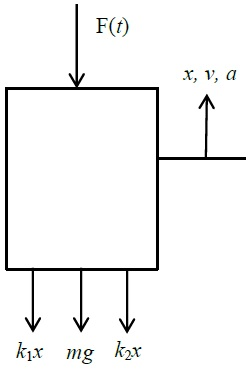 F(t)
x, v, a
k₁x mg k₂x